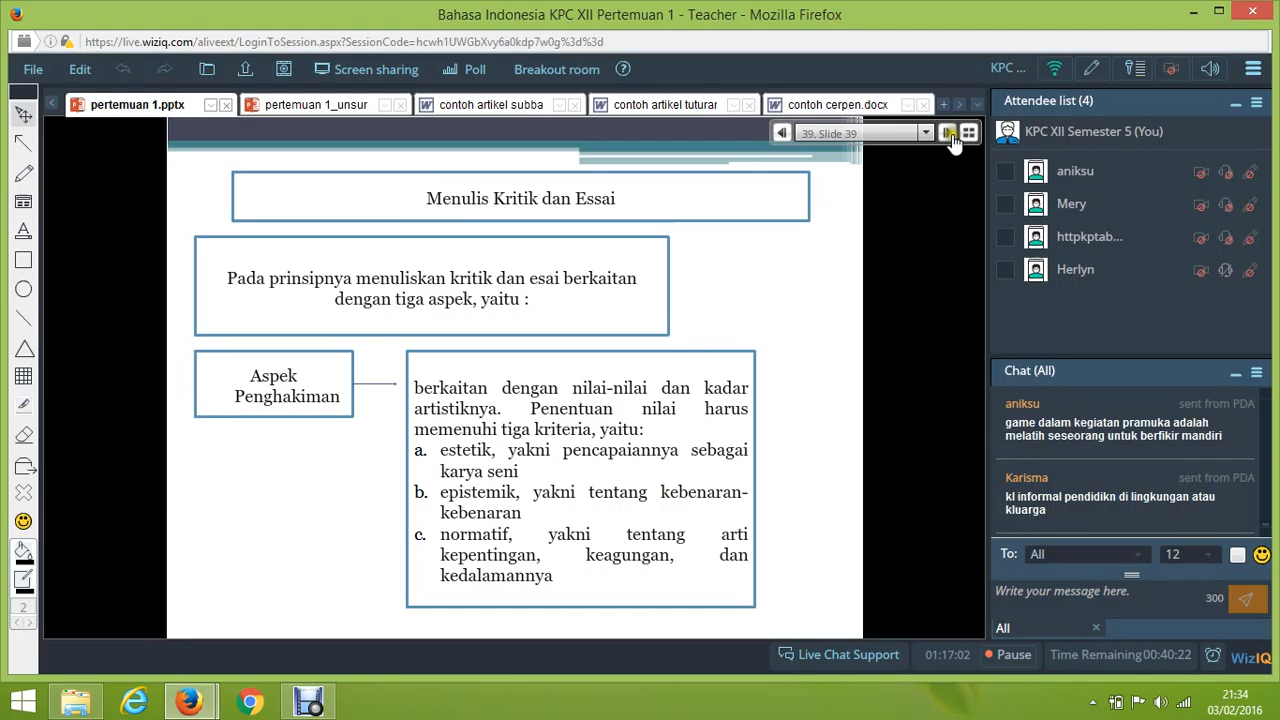 Bahasa Indonesia KPC XII Pertemuan 1 - Teacher - Mozilla Firefox
https://live.wiziq.com/aliveext/LoginToSession.aspx?SessionCode=hcwh1UWGbXvy6a0kdp7w0g%3d%3d
File Edit Screen sharing Poll Breakout room ? KPC ...
pertemuan 1.pptx pertemuan 1_unsur contoh artikel subba contoh artikel tuturar contoh cerpen.docx
39. Slide 39
Menulis Kritik dan Essai
Pada prinsipnya menuliskan kritik dan esai berkaitan
dengan tiga aspek, yaitu :
Aspek
Penghakiman
berkaitan dengan nilai-nilai dan kadar
artistiknya. Penentuan nilai harus
memenuhi tiga kriteria, yaitu:
a. estetik, yakni pencapaiannya sebagai
karya seni
b. epistemik, yakni tentang kebenaran-
kebenaran
c. normatif, yakni tentang arti
kepentingan, keagungan, dan
kedalamannya
2
Attendee list (4)
KPC XII Semester 5 (You)
aniksu
Mery
httpkptab...
Herlyn
Chat (All)
aniksu sent from PDA
game dalam kegiatan pramuka adalah
melatih seseorang untuk berfikir mandiri
Karisma sent from PDA
kl informal pendidikn di lingkungan atau
kluarga
To: All 12
Write your message here. 300
All
Live Chat Support 01:17:02 Pause Time Remaining 00:40:22 WizIQ
21:34
03/02/2016